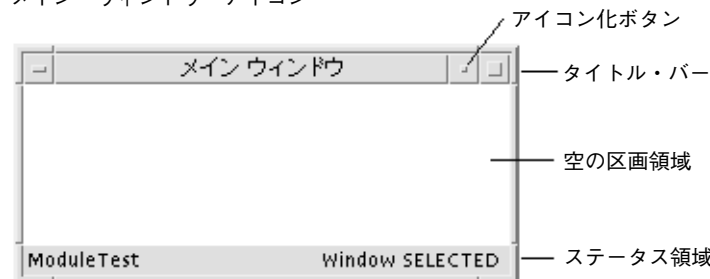 メイン・ウィンドウ・アイコン
アイコン化ボタン
メイン ウィンドウ
タイトル・バー
空の区画領域
ModuleTest
Window SELECTED
ステータス領域